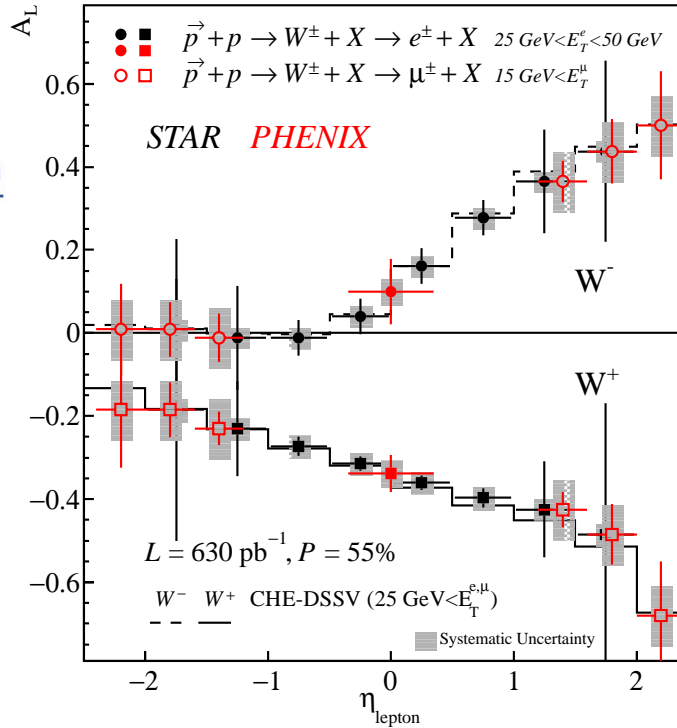 A_L
p⃗ + p → W^± + X → e^± + X 25 GeV<E_T^e<50 GeV
p⃗ + p → W^± + X → μ^± + X 15 GeV<E_T^μ
STAR PHENIX
0.6
0.4
0.2
0
−0.2
−0.4
−0.6
W^-
W^+
L = 630 pb^−1, P = 55%
W^− W^+ CHE-DSSV (25 GeV<E_T^e,μ)
Systematic Uncertainty
−2 −1 0 1 2
η_lepton